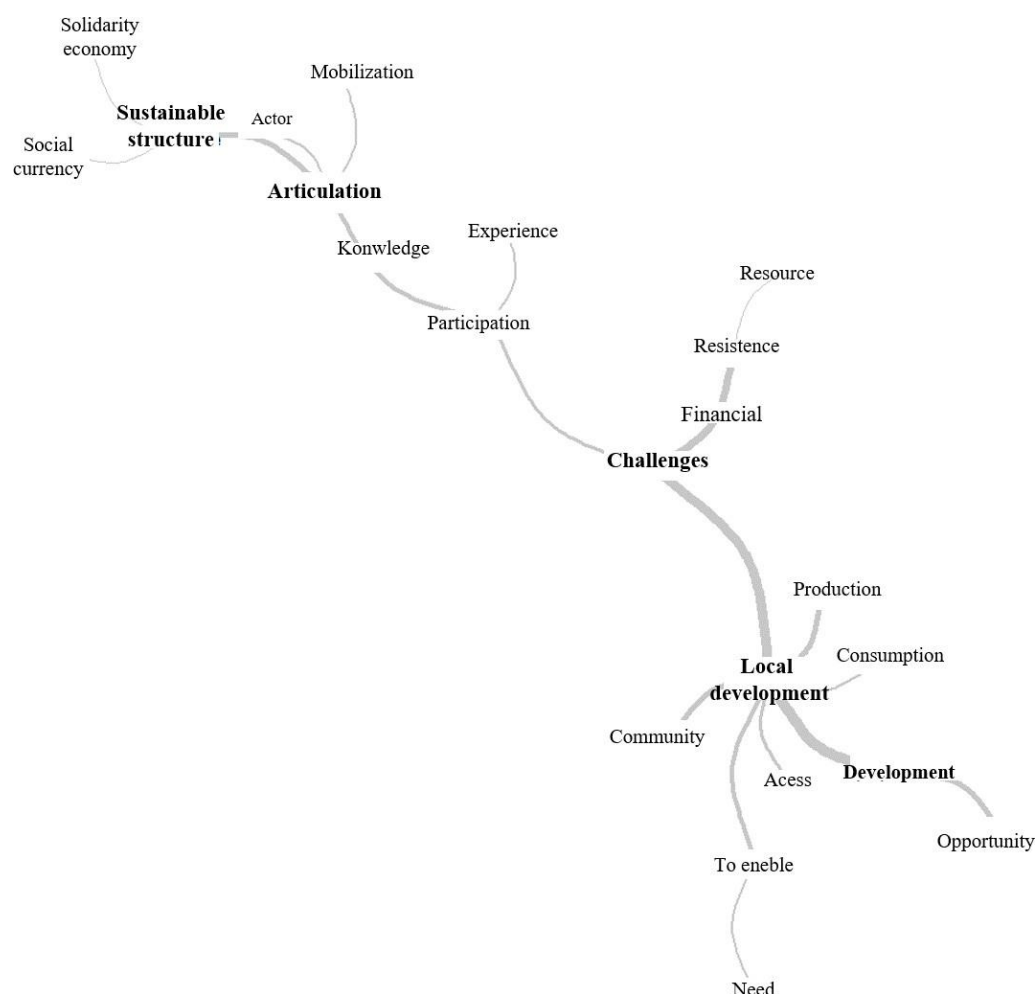 Solidarity
economy
Mobilization
Sustainable
structure
Actor
Social
currency
Articulation
Konwledge
Experience
Participation
Resource
Resistence
Financial
Challenges
Production
Local
development
Consumption
Community
Acess
Development
Opportunity
To eneble
Need